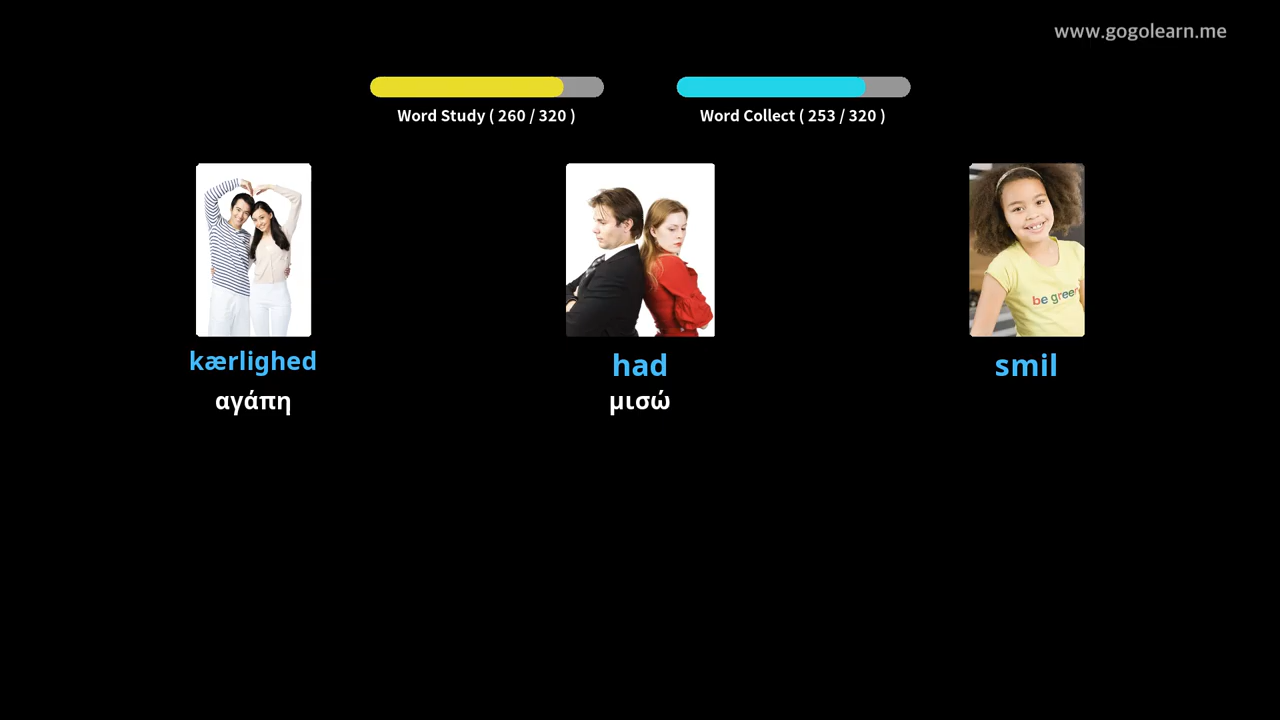 www.gogolearn.me
Word Study ( 260 / 320 )
Word Collect ( 253 / 320 )
be green
kærlighed
had
smil
αγάπη
μισώ